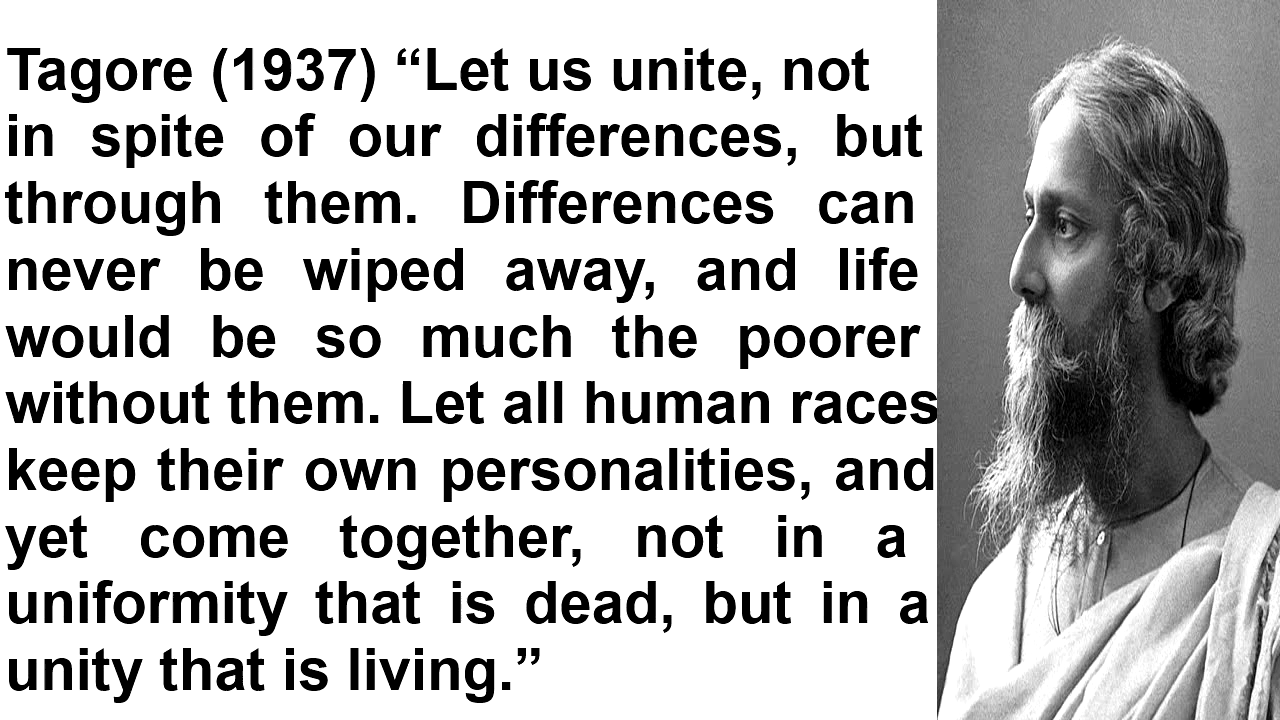 Tagore (1937) “Let us unite, not
in spite of our differences, but
through them. Differences can
never be wiped away, and life
would be so much the poorer
without them. Let all human races
keep their own personalities, and
yet come together, not in a
uniformity that is dead, but in a
unity that is living.”